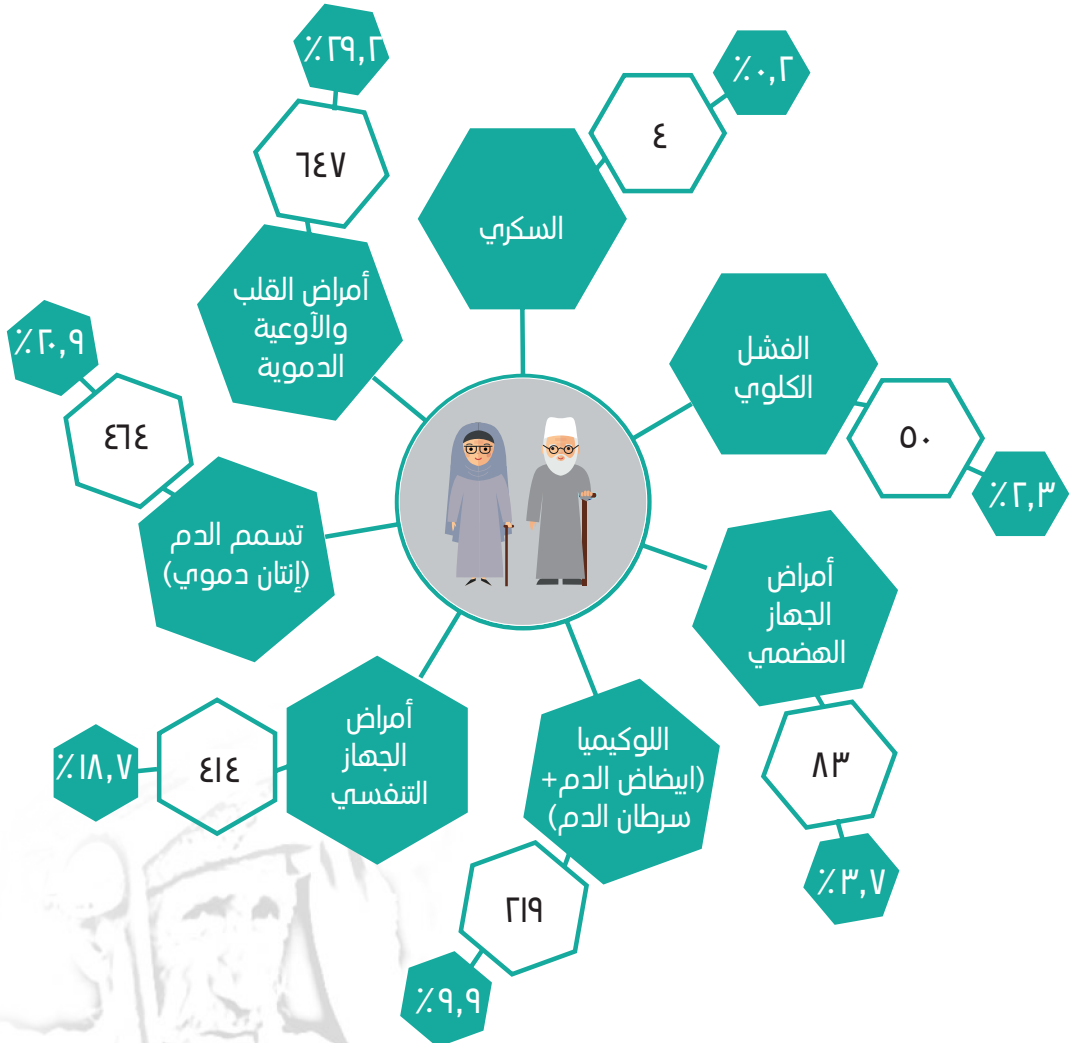 السكري
٤
٪٠,٢
الفشل
الكلوي
٥٠
٪٢,٣
أمراض
الجهاز
الهضمي
٨٣
٪٣,٧
اللوكيميا
(ابيضاض الدم+
سرطان الدم)
٢١٩
٪٩,٩
أمراض
الجهاز
التنفسي
٤١٤
٪١٨,٧
تسمم الدم
(إنتان دموي)
٤٦٤
٪٢٠,٩
أمراض القلب
والآوعية
الدموية
٦٤٧
٪٢٩,٢